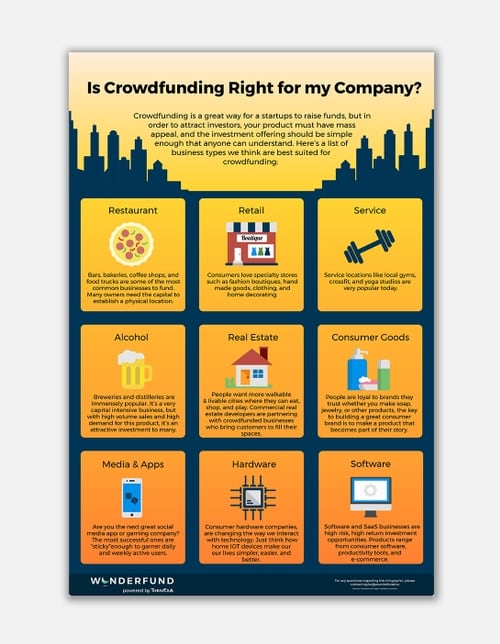 Is Crowdfunding Right for my Company?
Crowdfunding is a great way for a startups to raise funds, but in
order to attract investors, your product must have mass
appeal, and the investment offering should be simple
enough that anyone can understand. Here's a list of
business types we think are best suited for
crowdfunding:
Restaurant
Bars, bakeries, coffee shops, and
food trucks are some of the most
common businesses to fund.
Many owners need the capital to
establish a physical location.
Retail
Boutique
Consumers love specialty stores
such as fashion boutiques, hand
made goods, clothing, and
home decorating.
Service
Service locations like local gyms,
crossfit, and yoga studios are
very popular today.
Alcohol
Breweries and distilleries are
immensely popular. It's a very
capital intensive business, but
with high volume sales and high
demand for this product, it's an
attractive investment to many.
Real Estate
People want more walkable
& livable cities where they can eat,
shop, and play. Commercial real
estate developers are partnering
with crowdfunded businesses
who bring customers to fill their
spaces.
Consumer Goods
People are loyal to brands they
trust whether you make soap,
jewelry, or other products, the key
to building a great consumer
brand is to make a product that
becomes part of their story.
Media & Apps
Are you the next great social
media app or gaming company?
The most successful ones are
"sticky"enough to garner daily
and weekly active users.
Hardware
Consumer hardware companies,
are changing the way we interact
with technology. Just think how
home IOT devices make our
our lives simpler, easier, and
better.
Software
Software and SaaS businesses are
high risk, high return investment
opportunities. Products range
from consumer software,
productivity tools, and
e-commerce.
WUNDERFUND
powered by
For any questions regarding this infographic, please